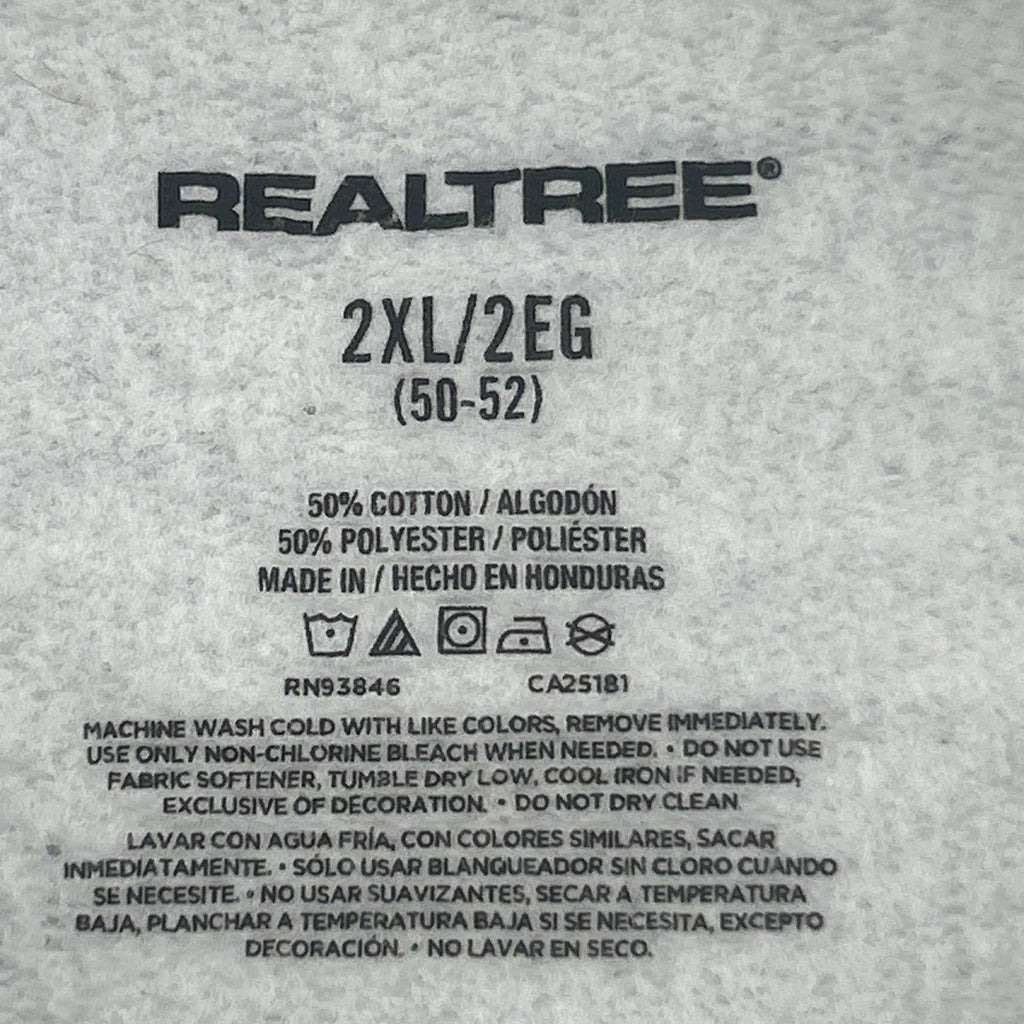 REALTREE®
2XL/2EG
(50-52)
50% COTTON / ALGODÓN
50% POLYESTER / POLIÉSTER
MADE IN / HECHO EN HONDURAS
RN93846 CA25181
MACHINE WASH COLD WITH LIKE COLORS, REMOVE IMMEDIATELY.
USE ONLY NON-CHLORINE BLEACH WHEN NEEDED. • DO NOT USE
FABRIC SOFTENER, TUMBLE DRY LOW, COOL IRON IF NEEDED,
EXCLUSIVE OF DECORATION. • DO NOT DRY CLEAN
LAVAR CON AGUA FRÍA, CON COLORES SIMILARES, SACAR
INMEDIATAMENTE. • SÓLO USAR BLANQUEADOR SIN CLORO CUANDO
SE NECESITE. • NO USAR SUAVIZANTES, SECAR A TEMPERATURA
BAJA, PLANCHAR A TEMPERATURA BAJA SI SE NECESITA, EXCEPTO
DECORACIÓN. • NO LAVAR EN SECO.